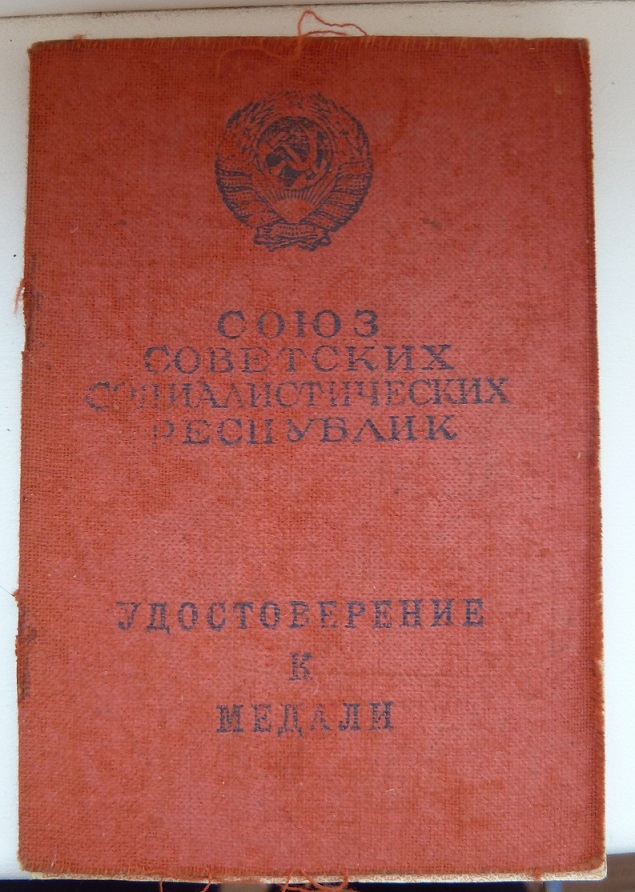 СОЮЗ
СОВЕТСКИХ
СОЦИАЛИСТИЧЕСКИХ
РЕСПУБЛИК
УДОСТОВЕРЕНИЕ
К
МЕДАЛИ